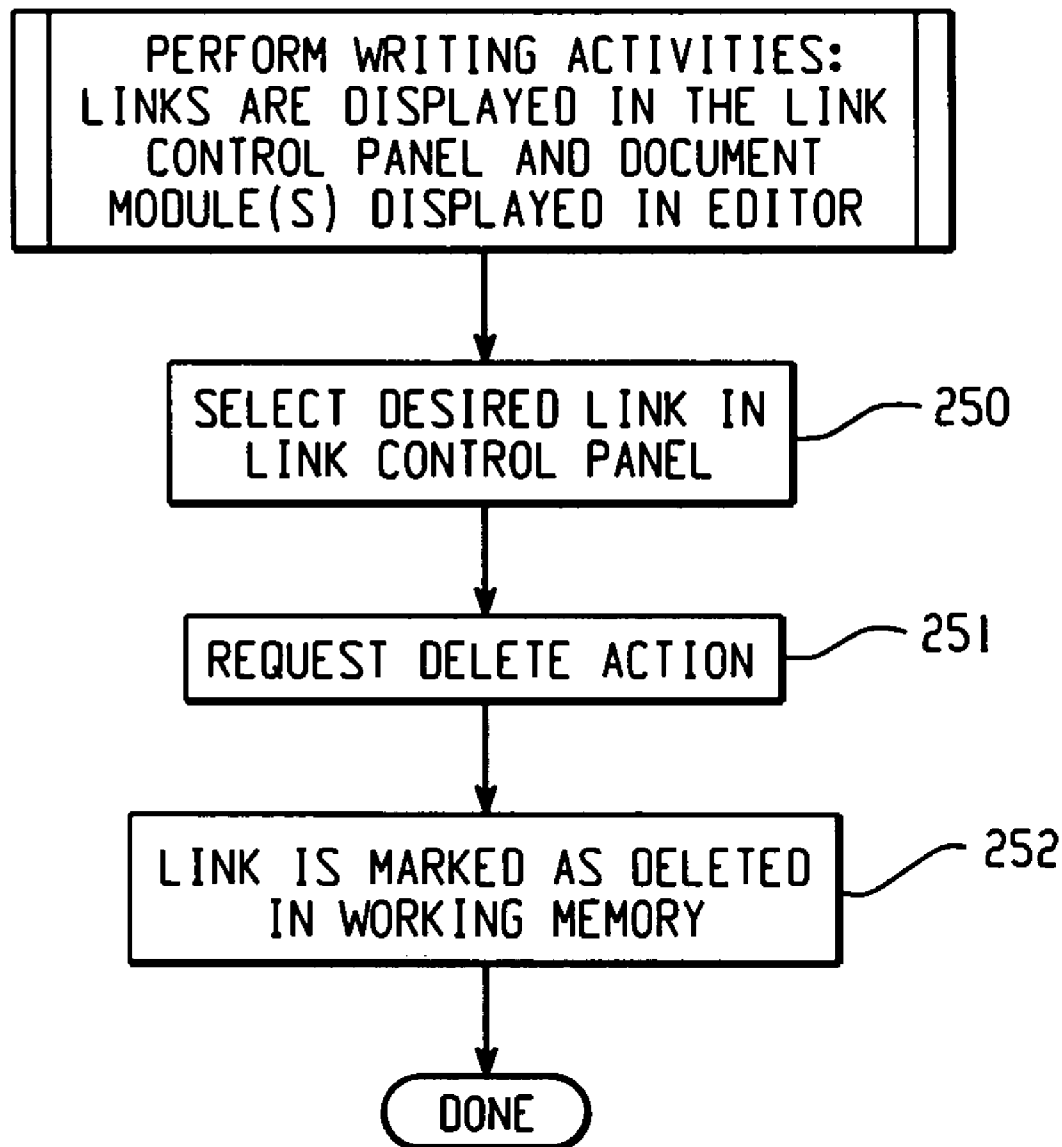 PERFORM WRITING ACTIVITIES:
LINKS ARE DISPLAYED IN THE LINK
CONTROL PANEL AND DOCUMENT
MODULE(S) DISPLAYED IN EDITOR
SELECT DESIRED LINK IN
LINK CONTROL PANEL
250
REQUEST DELETE ACTION
251
LINK IS MARKED AS DELETED
IN WORKING MEMORY
252
DONE